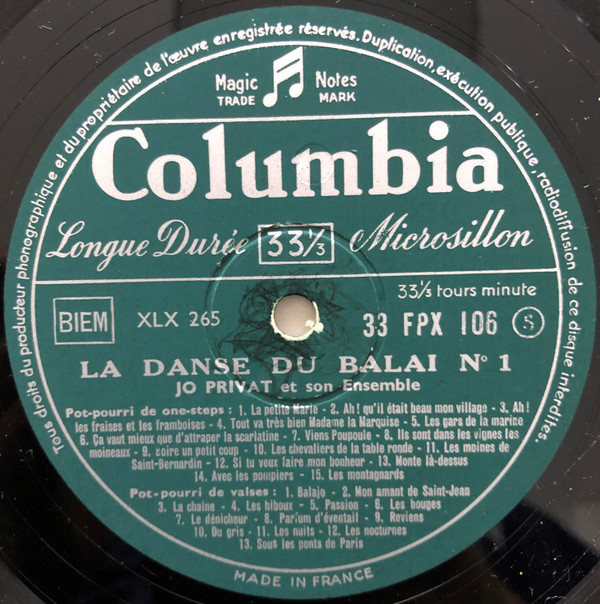 Tous droits du producteur phonographique et du propriétaire de l'œuvre enregistrée réservés. Duplication, exécution publique, radiodiffusion de ce disque interdites.
Magic Notes
TRADE MARK
Columbia
Longue Durée 33⅓ Microsillon
33⅓ tours minute
BIEM XLX 265 33 FPX 106 S
LA DANSE DU BALAI N° 1
JO PRIVAT et son Ensemble
Pot-pourri de one-steps : 1. La petite Marie - 2. Ah ! qu'il était beau mon village - 3. Ah !
les fraises et les framboises - 4. Tout va très bien Madame la Marquise - 5. Les gars de la marine
6. Ça vaut mieux que d'attraper la scarlatine - 7. Viens Poupoule - 8. Ils sont dans les vignes les
moineaux - 9. boire un petit coup - 10. Les chevaliers de la table ronde - 11. Les moines de
Saint-Bernardin - 12. Si tu veux faire mon bonheur - 13. Monte là-dessus
14. Avec les pompiers - 15. Les montagnards
Pot-pourri de valses : 1. Balajo - 2. Mon amant de Saint-Jean
3. La chaîne - 4. Les hiboux - 5. Passion - 6. Les bouges
7. Le dénicheur - 8. Parfum d'éventail - 9. Reviens
10. Du gris - 11. Les nuits - 12. Les nocturnes
13. Sous les ponts de Paris
MADE IN FRANCE